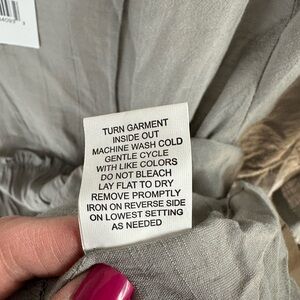 TURN GARMENT
INSIDE OUT
MACHINE WASH COLD
GENTLE CYCLE
WITH LIKE COLORS
DO NOT BLEACH
LAY FLAT TO DRY
REMOVE PROMPTLY
IRON ON REVERSE SIDE
ON LOWEST SETTING
AS NEEDED